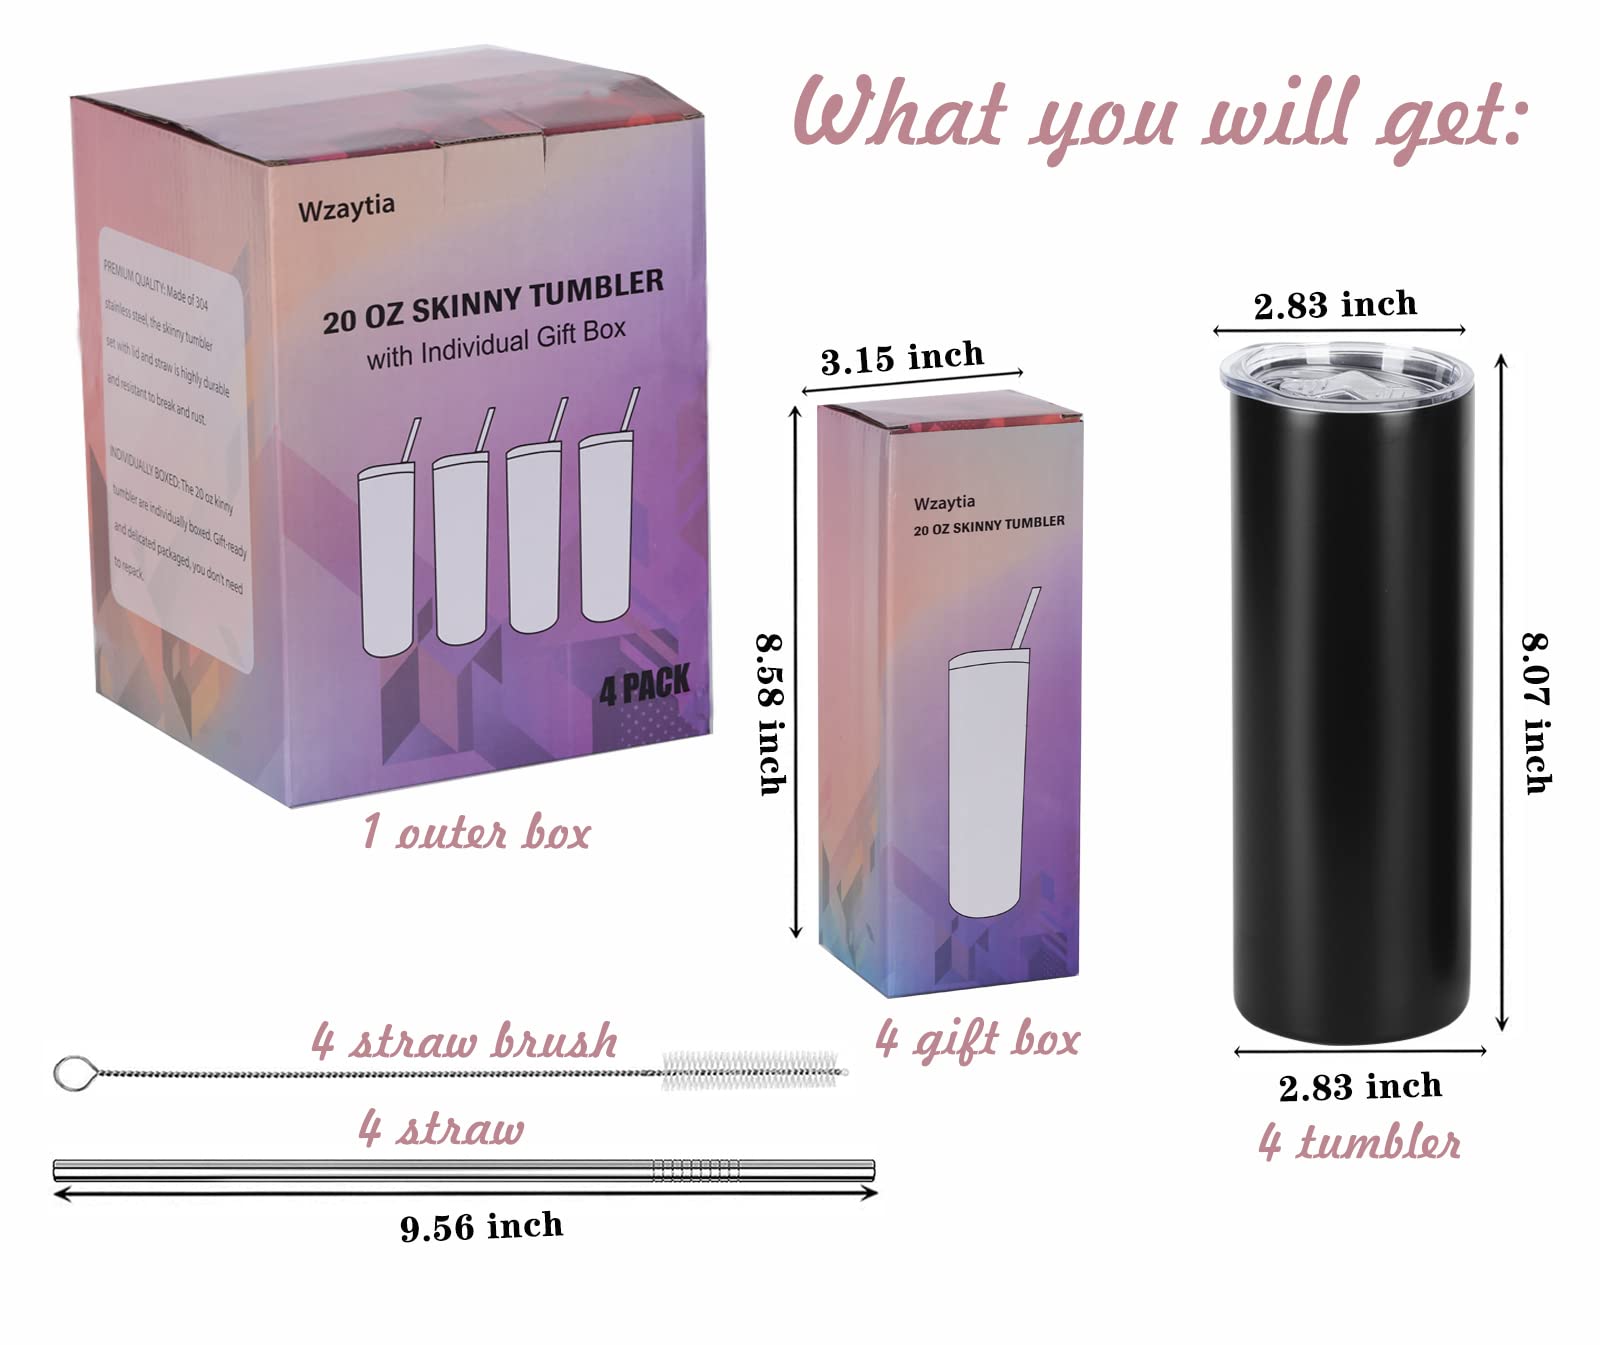 What you will get:
Wzaytia
20 OZ SKINNY TUMBLER
with Individual Gift Box
4 PACK
PREMIUM QUALITY: Made of 304
stainless steel, the skinny tumbler
set with lid and straw is highly durable
and resistant to break and rust.
INDIVIDUALLY BOXED: The 20 oz kinny
tumbler are individually boxed. Gift-ready
and delicated packaged, you don't need
to repack.
1 outer box
3.15 inch
8.58 inch
Wzaytia
20 OZ SKINNY TUMBLER
4 gift box
2.83 inch
8.07 inch
2.83 inch
4 tumbler
4 straw brush
4 straw
9.56 inch